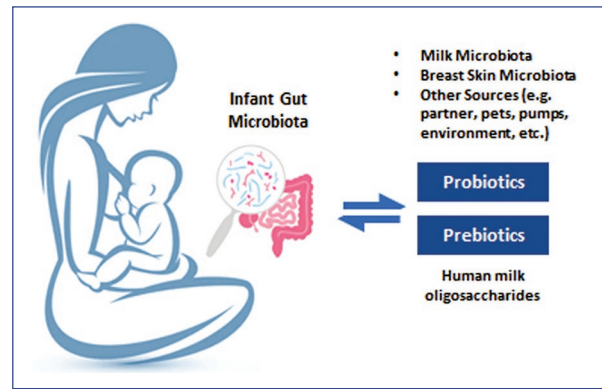 Infant Gut
Microbiota
• Milk Microbiota
• Breast Skin Microbiota
• Other Sources (e.g.
partner, pets, pumps,
environment, etc.)
Probiotics
Prebiotics
Human milk
oligosaccharides